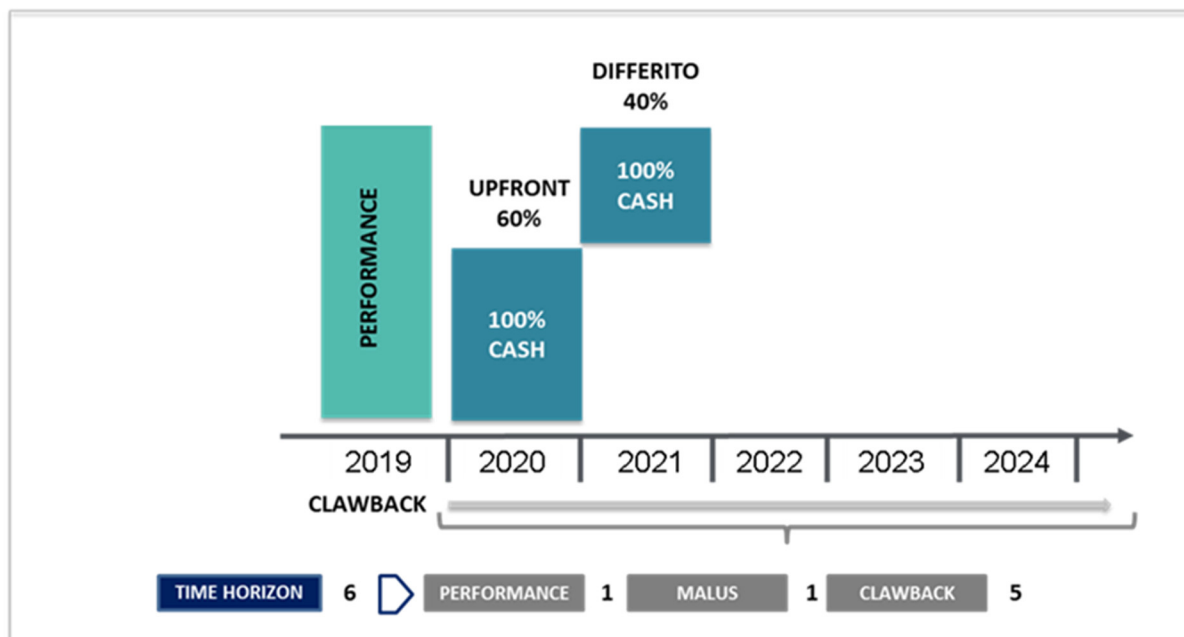 DIFFERITO
40%
100%
CASH
UPFRONT
60%
PERFORMANCE
100%
CASH
2019 2020 2021 2022 2023 2024
CLAWBACK
TIME HORIZON 6 PERFORMANCE 1 MALUS 1 CLAWBACK 5